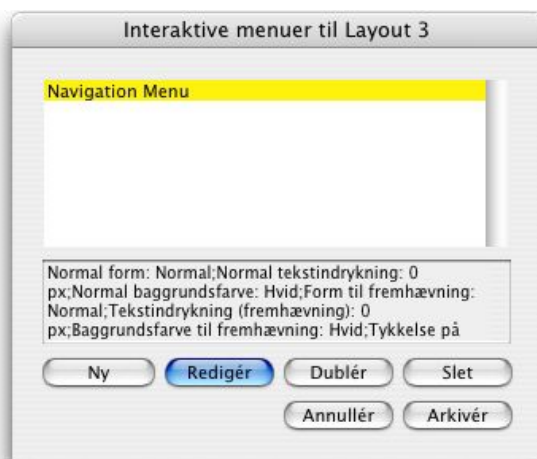 Interaktive menuer til Layout 3
Navigation Menu
Normal form: Normal;Normal tekstindrykning: 0
px;Normal baggrundsfarve: Hvid;Form til fremhævning:
Normal;Tekstindrykning (fremhævning): 0
px;Baggrundsfarve til fremhævning: Hvid;Tykkelse på
Ny Redigér Dublér Slet
Annullér Arkivér